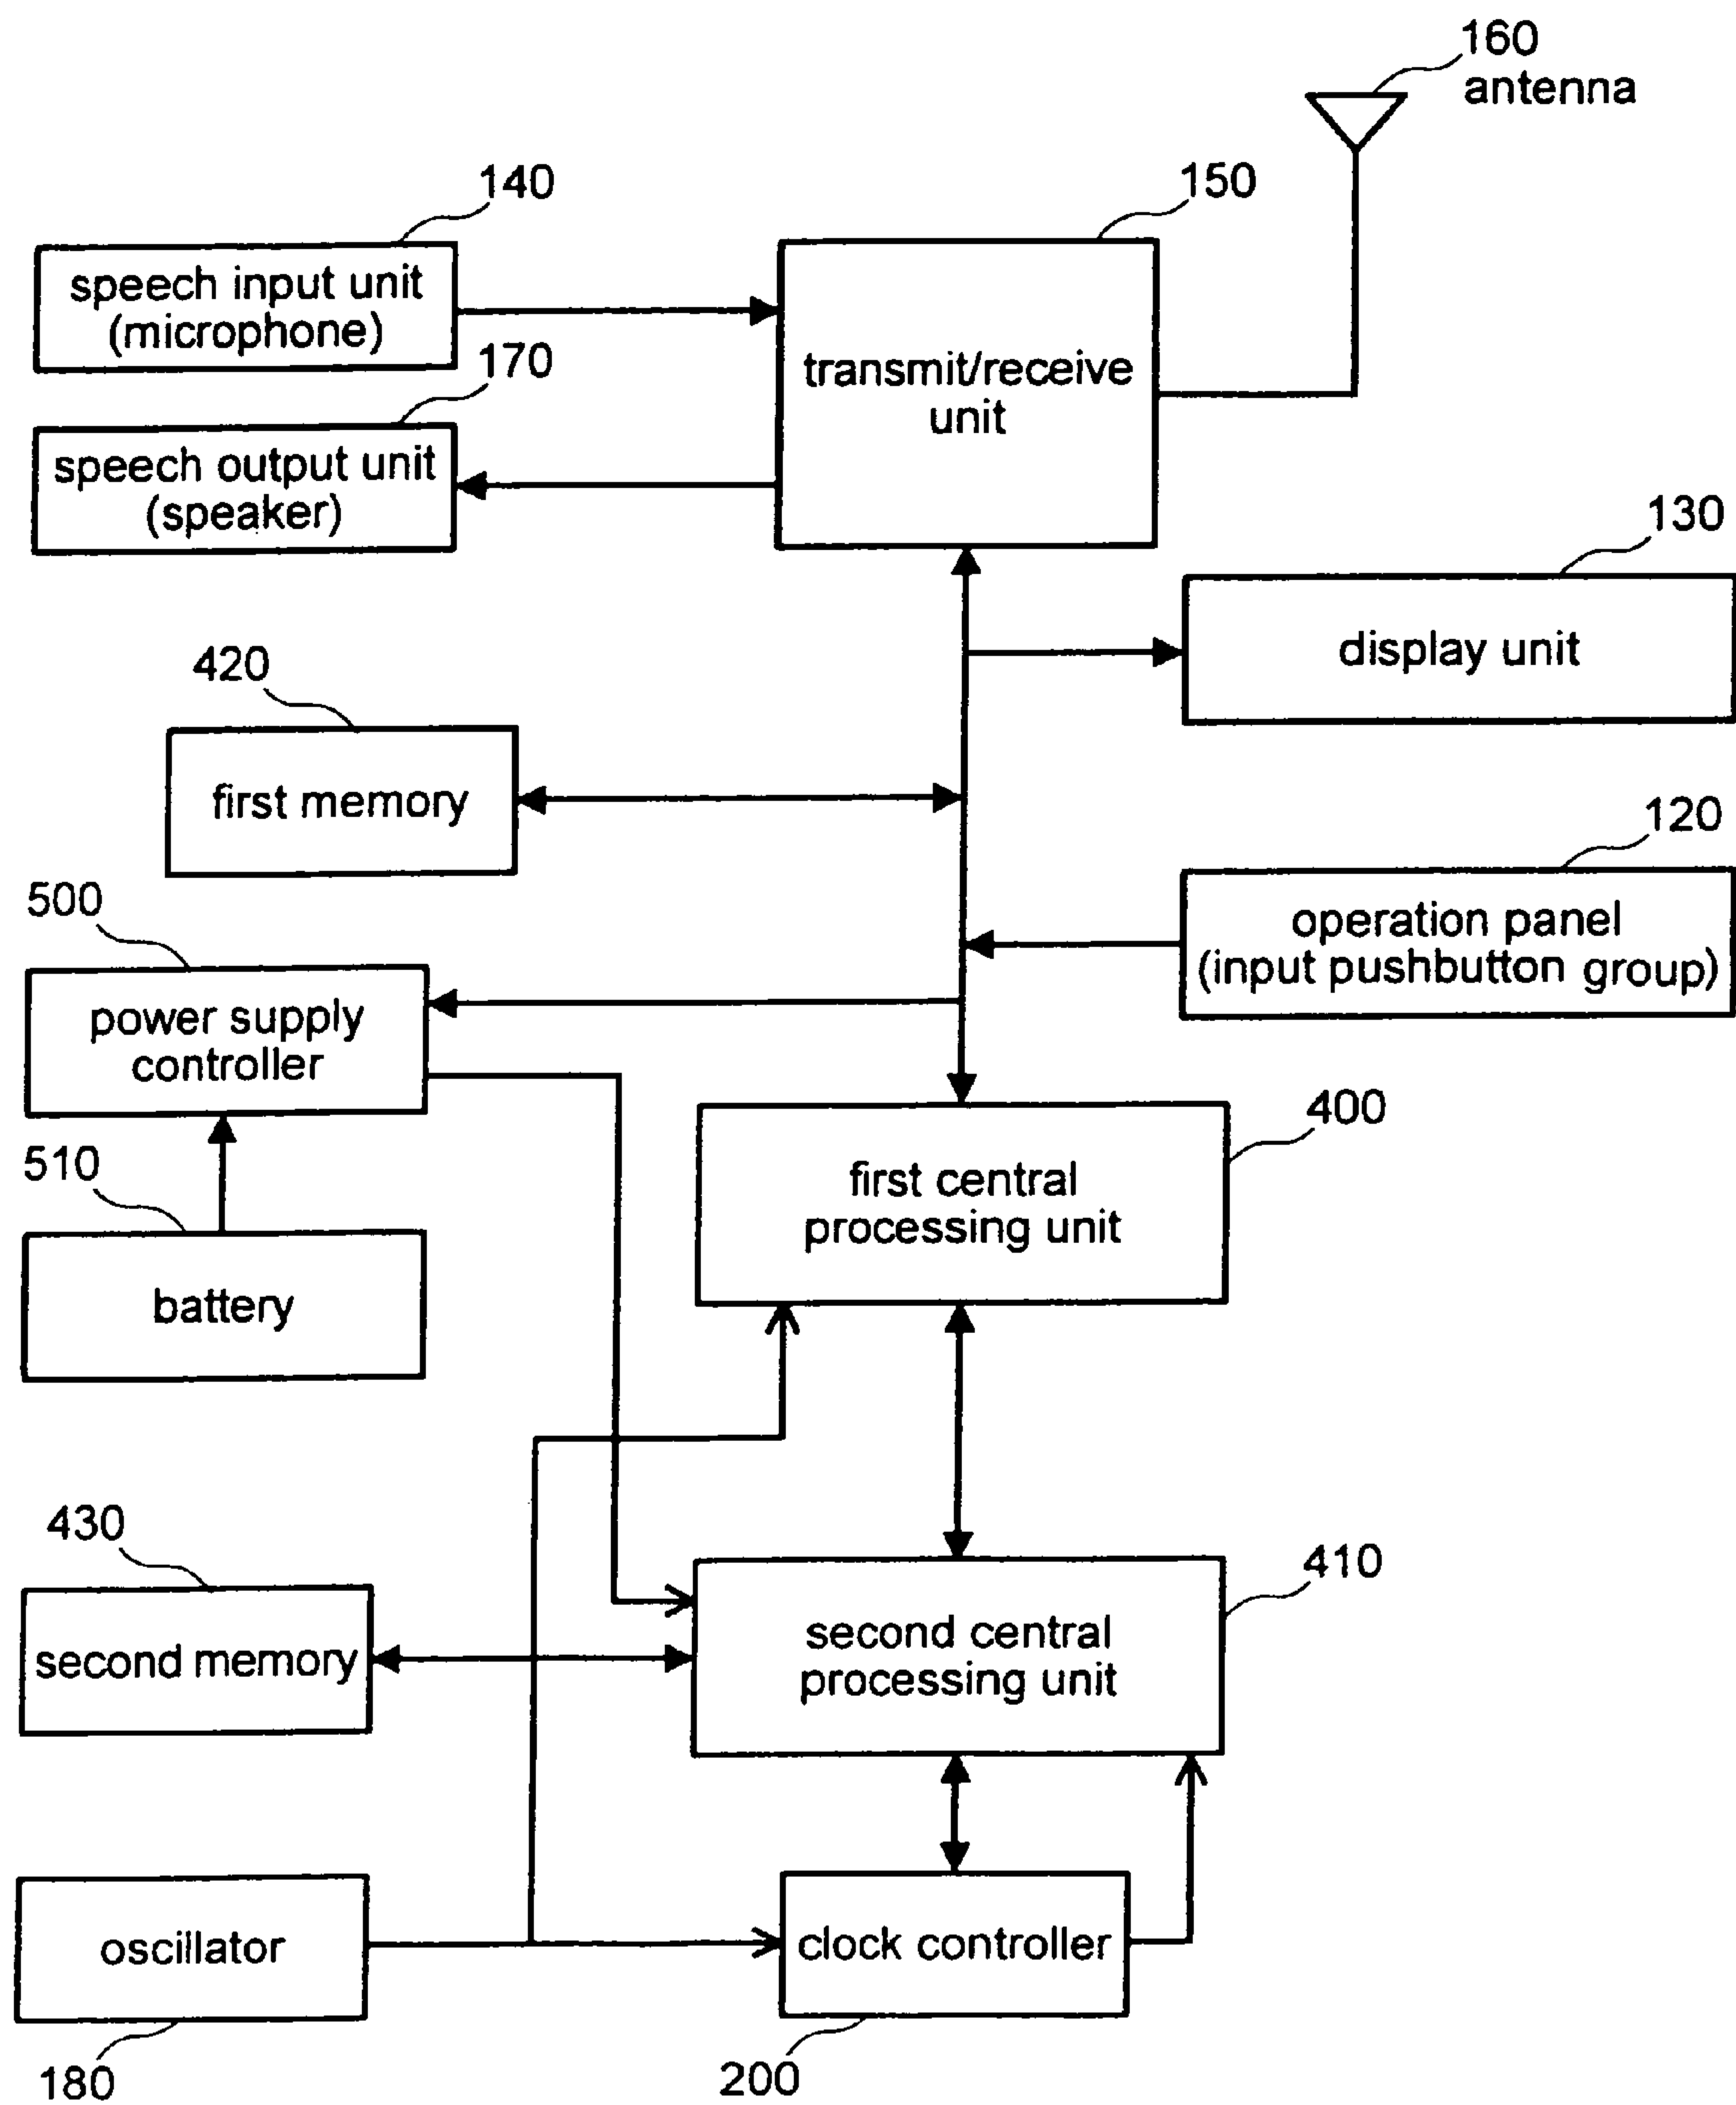 160
antenna
140
150
speech input unit
(microphone)
170
transmit/receive
unit
speech output unit
(speaker)
130
display unit
420
first memory
120
operation panel
(input pushbutton group)
500
power supply
controller
400
510
first central
processing unit
battery
430
410
second central
processing unit
second memory
oscillator
clock controller
180
200